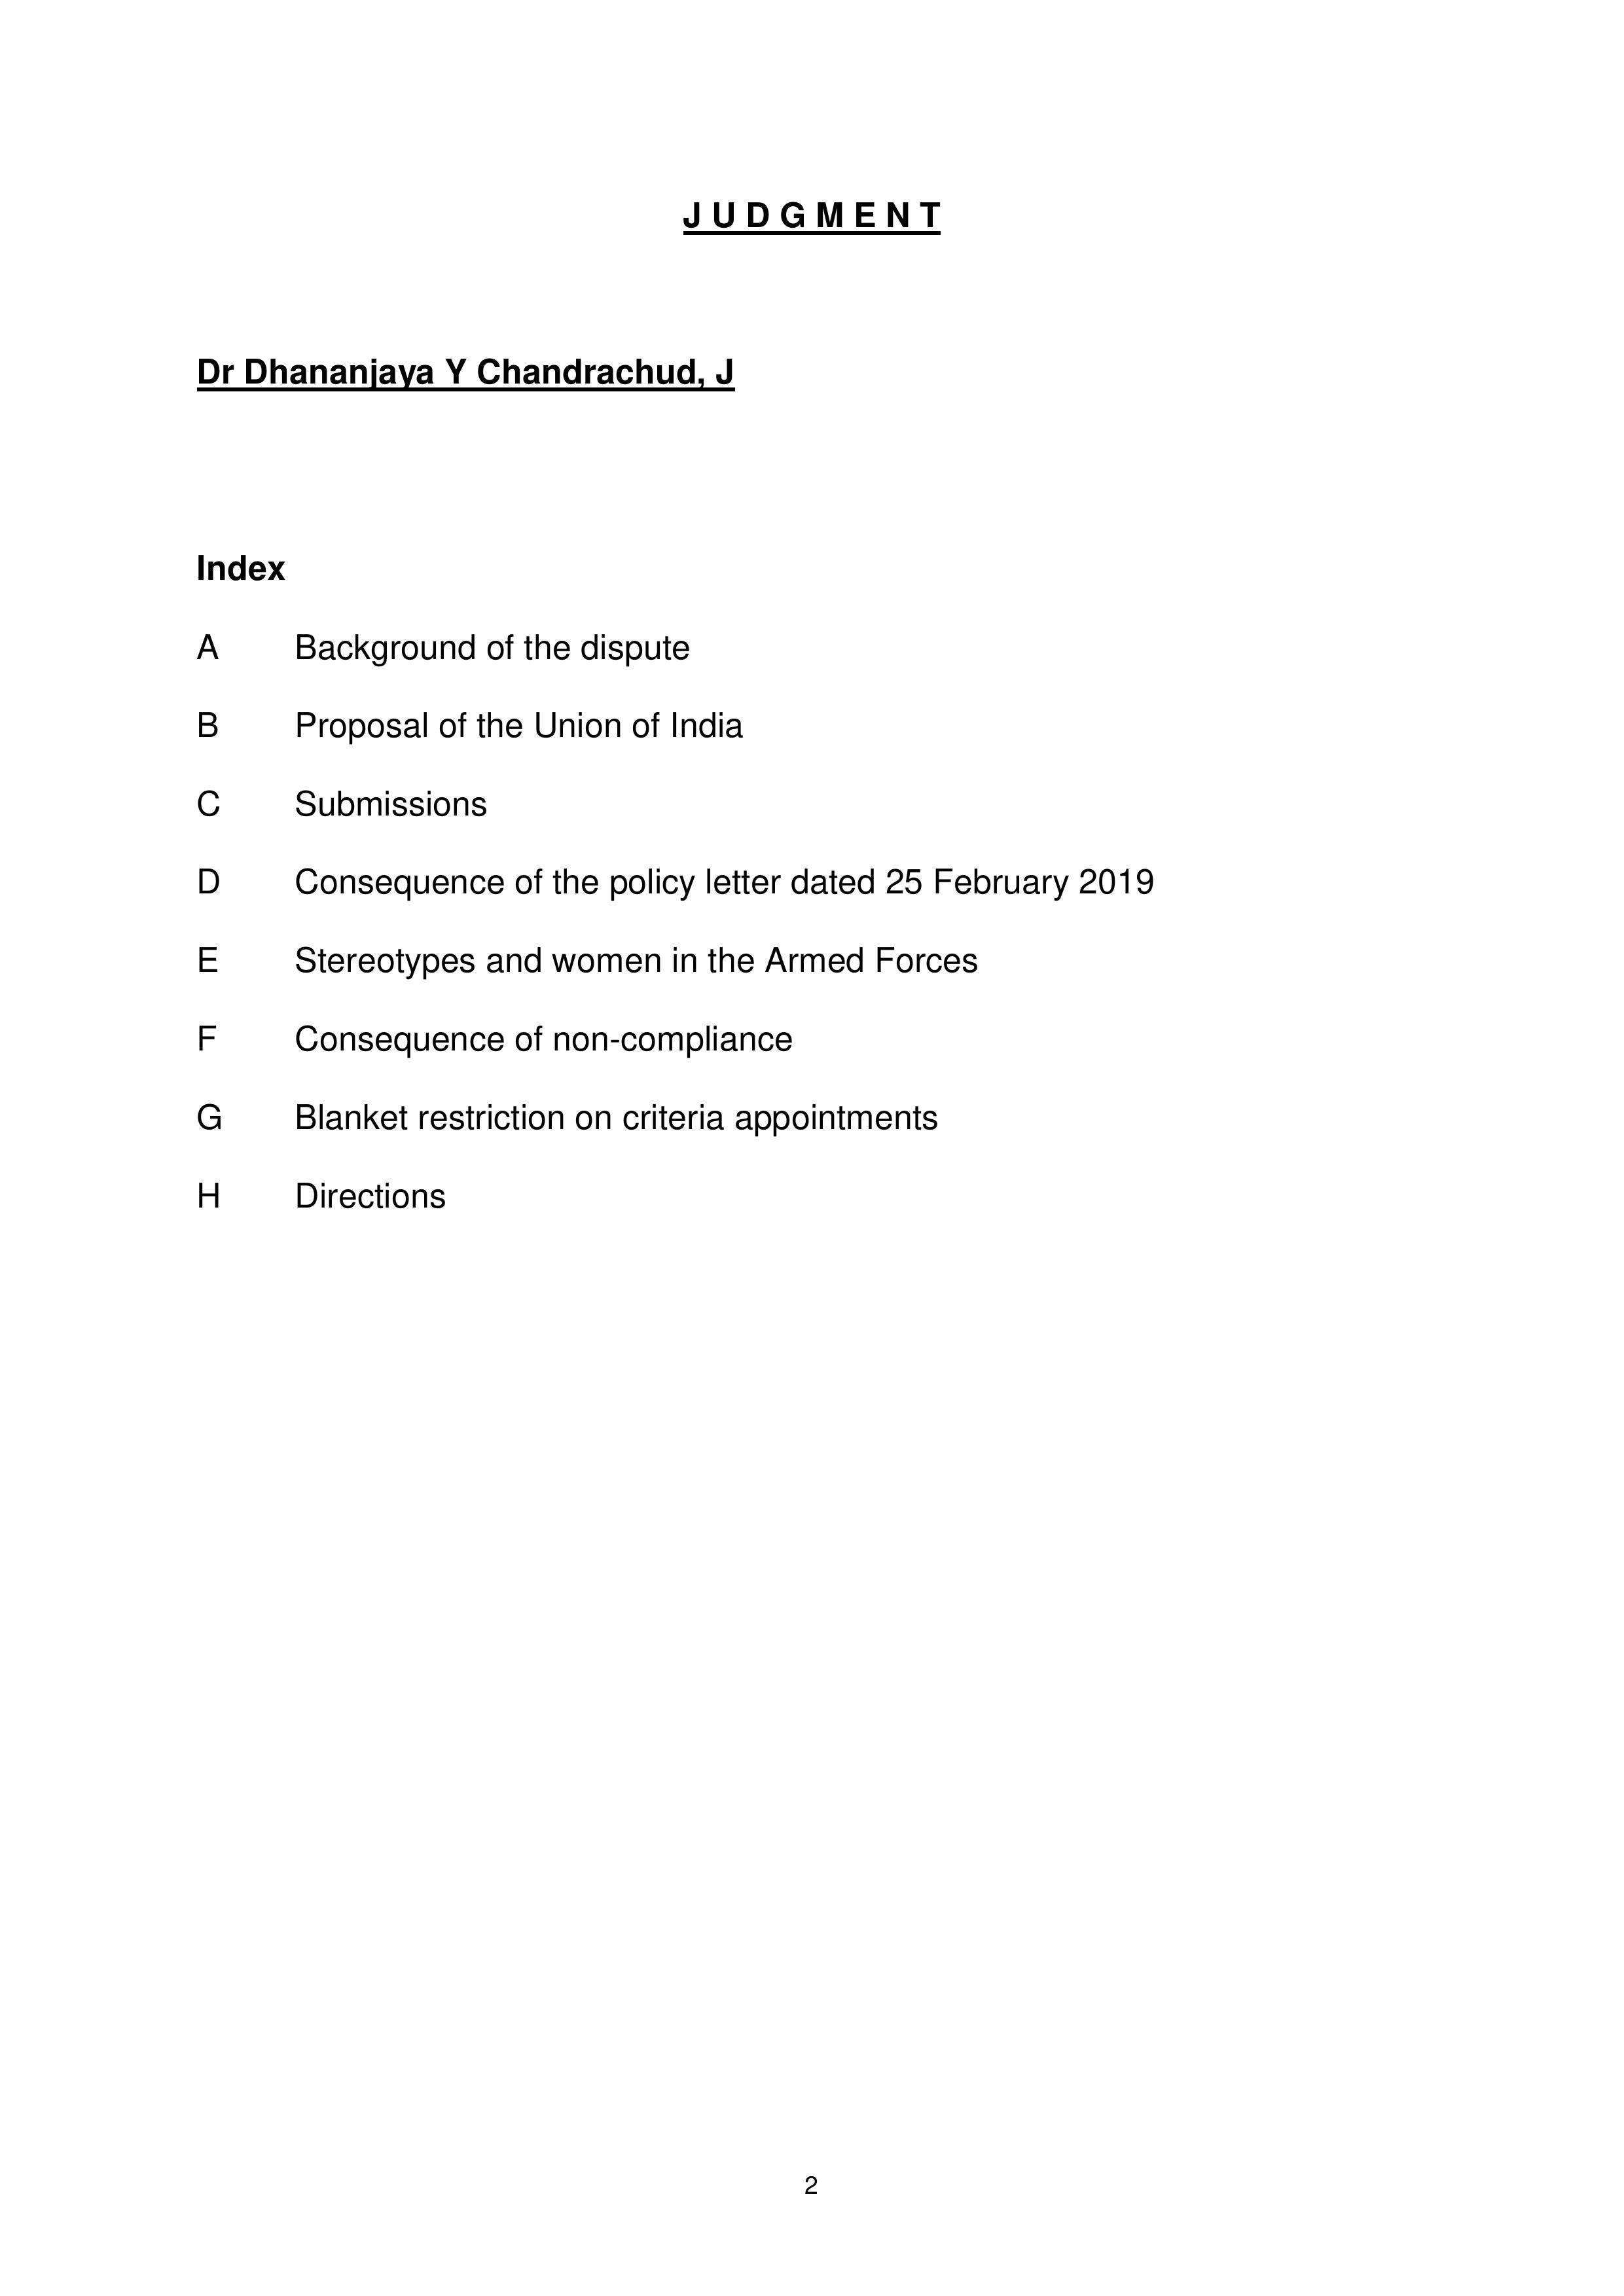 J U D G M E N T
Dr Dhananjaya Y Chandrachud, J
Index
A Background of the dispute
B Proposal of the Union of India
C Submissions
D Consequence of the policy letter dated 25 February 2019
E Stereotypes and women in the Armed Forces
F Consequence of non-compliance
G Blanket restriction on criteria appointments
H Directions
2